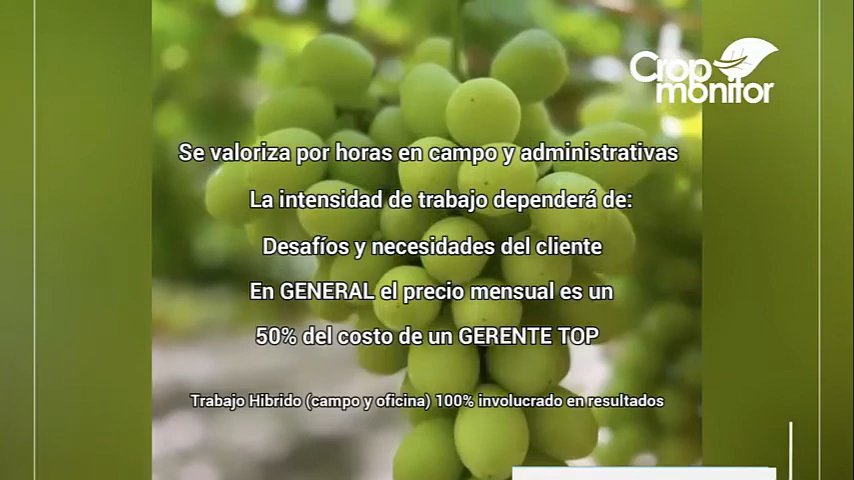 Crop
monitor
Se valoriza por horas en campo y administrativas
La intensidad de trabajo dependerá de:
Desafíos y necesidades del cliente
En GENERAL el precio mensual es un
50% del costo de un GERENTE TOP
Trabajo Hibrido (campo y oficina) 100% involucrado en resultados